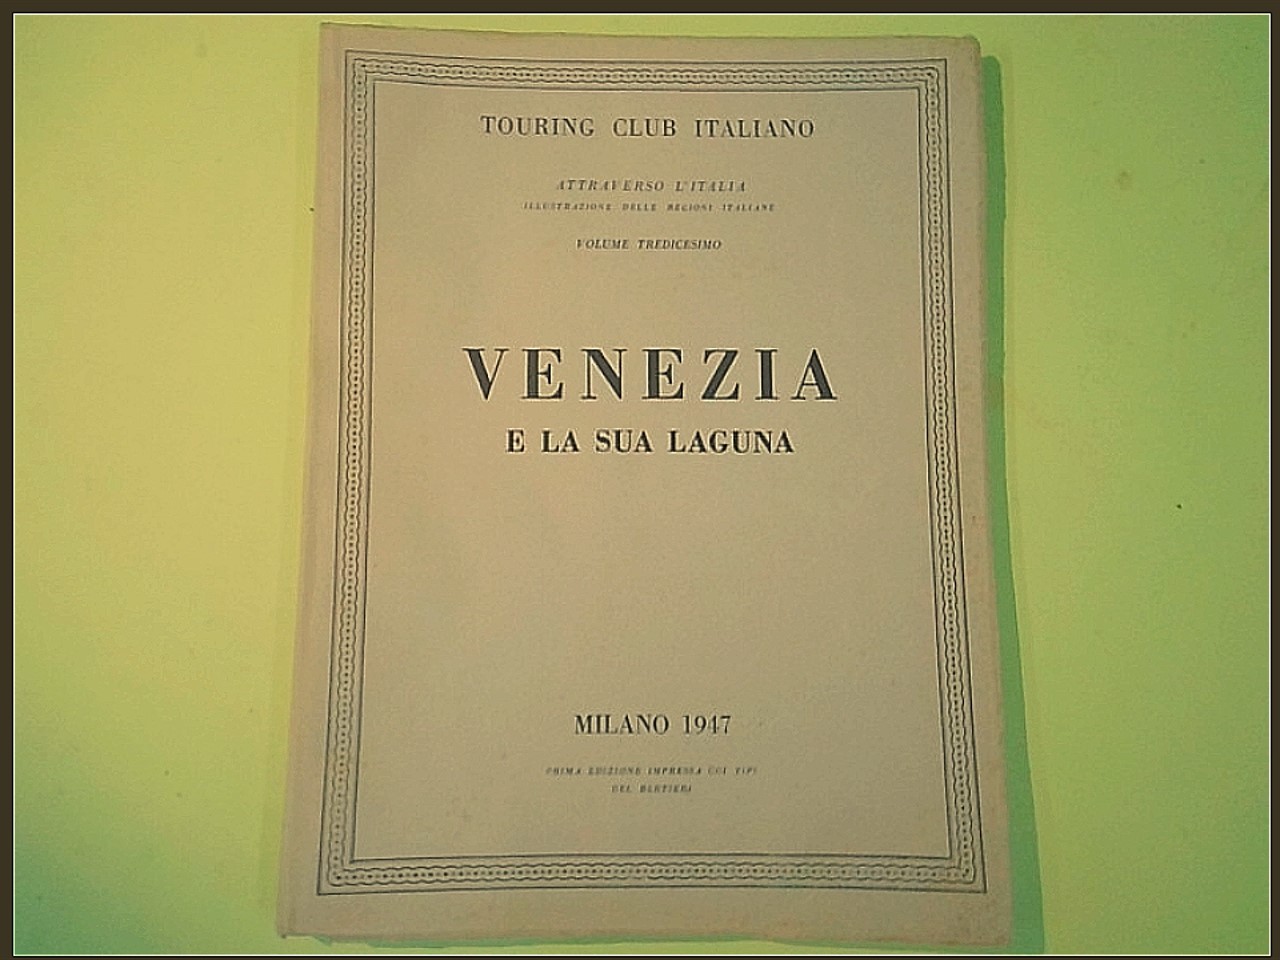 TOURING CLUB ITALIANO
ATTRAVERSO L'ITALIA
ILLUSTRAZIONE DELLE REGIONI ITALIANE
VOLUME TREDICESIMO
VENEZIA
E LA SUA LAGUNA
MILANO 1947
PRIMA EDIZIONE IMPRESSA COI TIPI
DEL BERTIERI